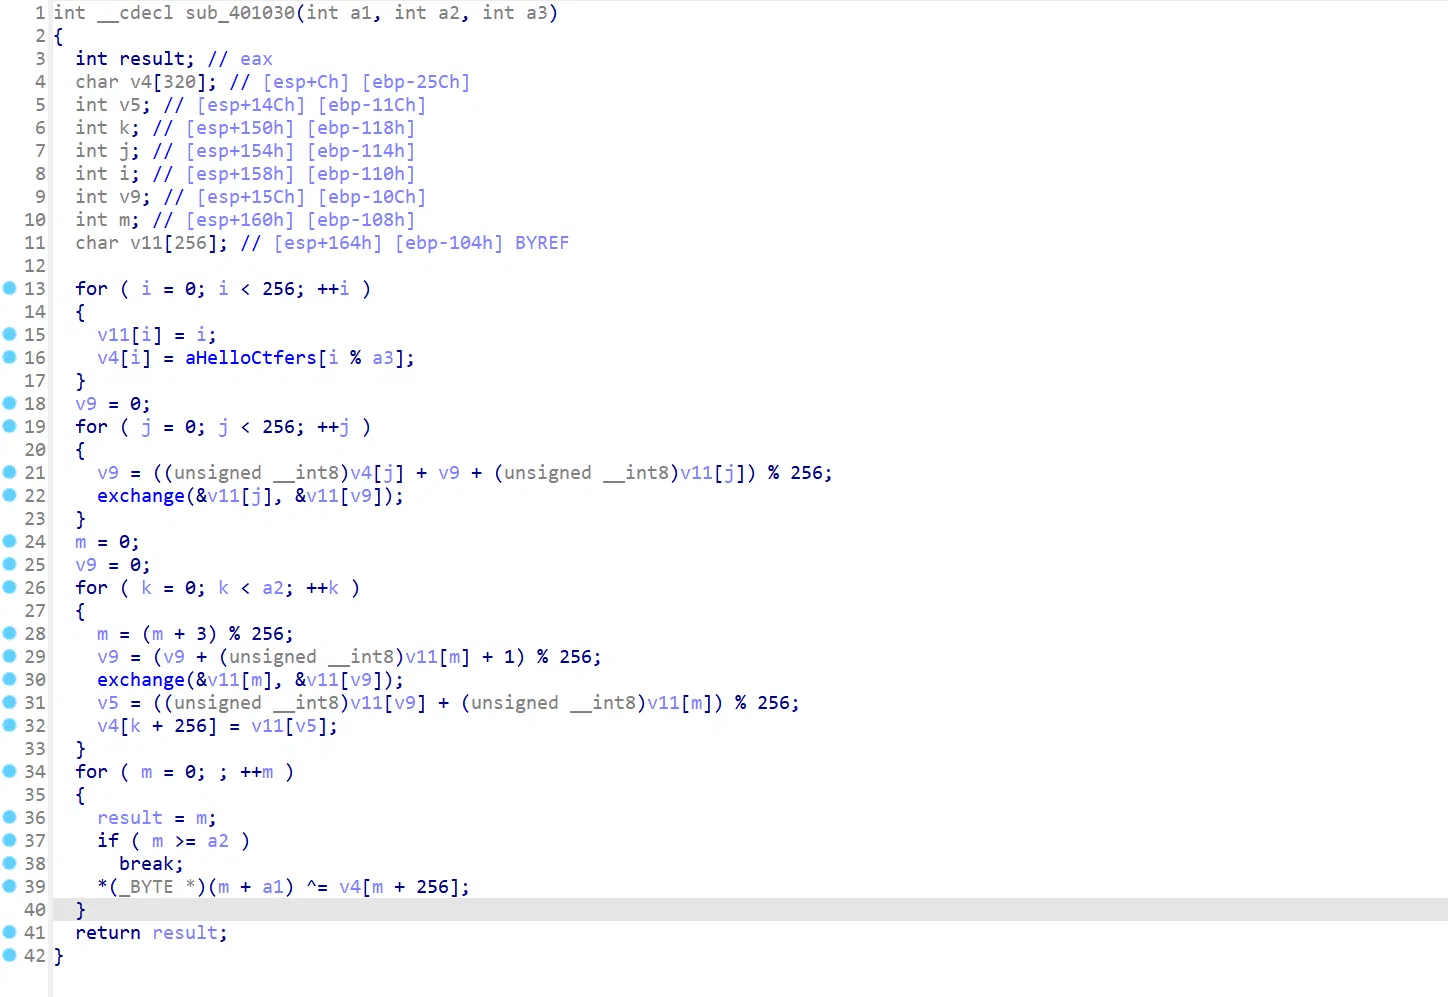 1 int __cdecl sub_401030(int a1, int a2, int a3)
2 {
3   int result; // eax
4   char v4[320]; // [esp+Ch] [ebp-25Ch]
5   int v5; // [esp+14Ch] [ebp-11Ch]
6   int k; // [esp+150h] [ebp-118h]
7   int j; // [esp+154h] [ebp-114h]
8   int i; // [esp+158h] [ebp-110h]
9   int v9; // [esp+15Ch] [ebp-10Ch]
10   int m; // [esp+160h] [ebp-108h]
11   char v11[256]; // [esp+164h] [ebp-104h] BYREF
12
13   for ( i = 0; i < 256; ++i )
14   {
15     v11[i] = i;
16     v4[i] = aHelloCtfers[i % a3];
17   }
18   v9 = 0;
19   for ( j = 0; j < 256; ++j )
20   {
21     v9 = ((unsigned __int8)v4[j] + v9 + (unsigned __int8)v11[j]) % 256;
22     exchange(&v11[j], &v11[v9]);
23   }
24   m = 0;
25   v9 = 0;
26   for ( k = 0; k < a2; ++k )
27   {
28     m = (m + 3) % 256;
29     v9 = (v9 + (unsigned __int8)v11[m] + 1) % 256;
30     exchange(&v11[m], &v11[v9]);
31     v5 = ((unsigned __int8)v11[v9] + (unsigned __int8)v11[m]) % 256;
32     v4[k + 256] = v11[v5];
33   }
34   for ( m = 0; ; ++m )
35   {
36     result = m;
37     if ( m >= a2 )
38       break;
39     *(_BYTE *)(m + a1) ^= v4[m + 256];
40   }
41   return result;
42 }